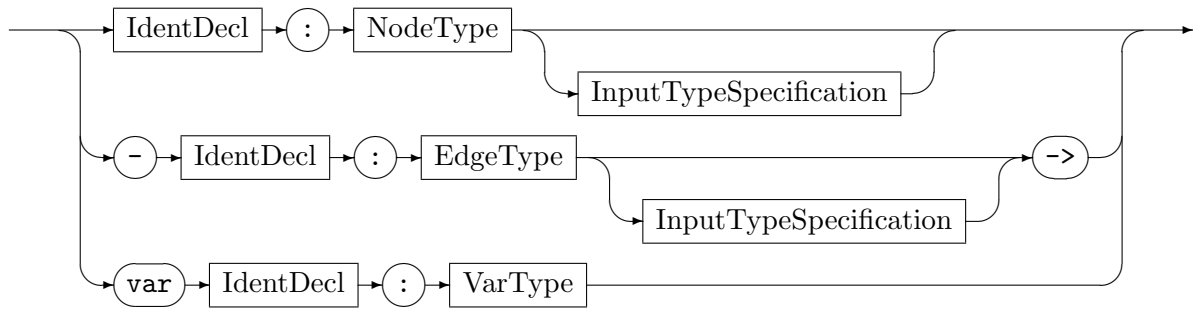 IdentDecl : NodeType
InputTypeSpecification
- IdentDecl : EdgeType ->
InputTypeSpecification
var IdentDecl : VarType